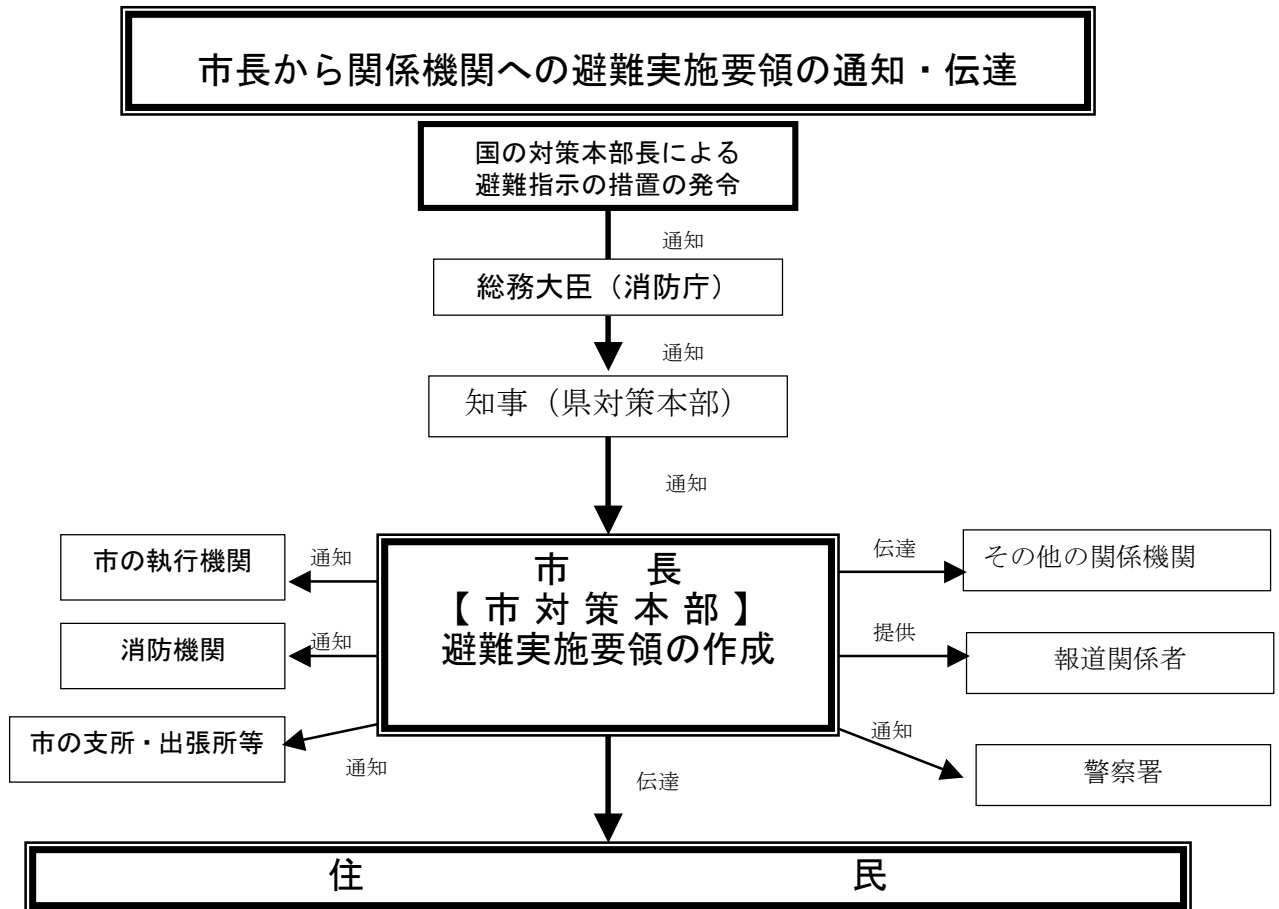 市長から関係機関への避難実施要領の通知・伝達
国の対策本部長による
避難指示の措置の発令
通知
総務大臣（消防庁）
通知
知事（県対策本部）
通知
市の執行機関
通知
市　　長
【市対策本部】
避難実施要領の作成
伝達
その他の関係機関
消防機関
通知
提供
報道関係者
市の支所・出張所等
通知
通知
警察署
伝達
住　　民